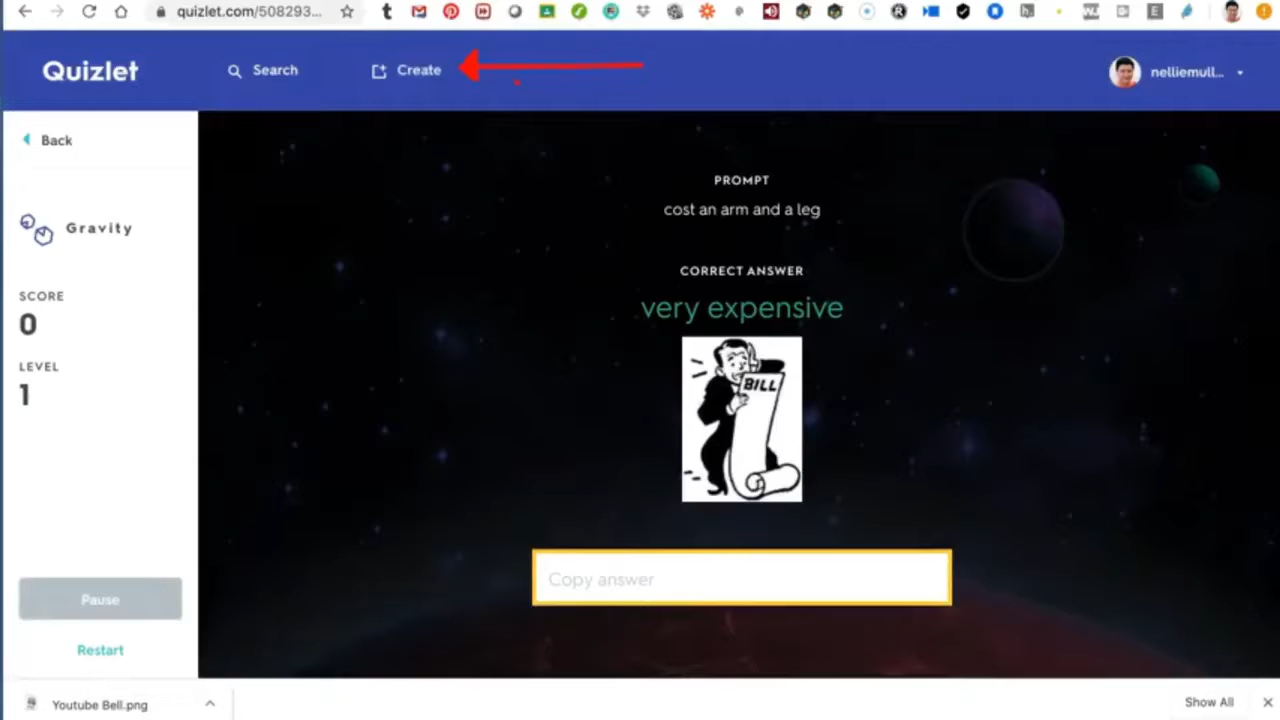 quizlet.com/508293...
Quizlet
Search
Create
nelliemull...
Back
Gravity
SCORE
0
LEVEL
1
Pause
Restart
PROMPT
cost an arm and a leg
CORRECT ANSWER
very expensive
BILL
Copy answer
Youtube Bell.png
Show All